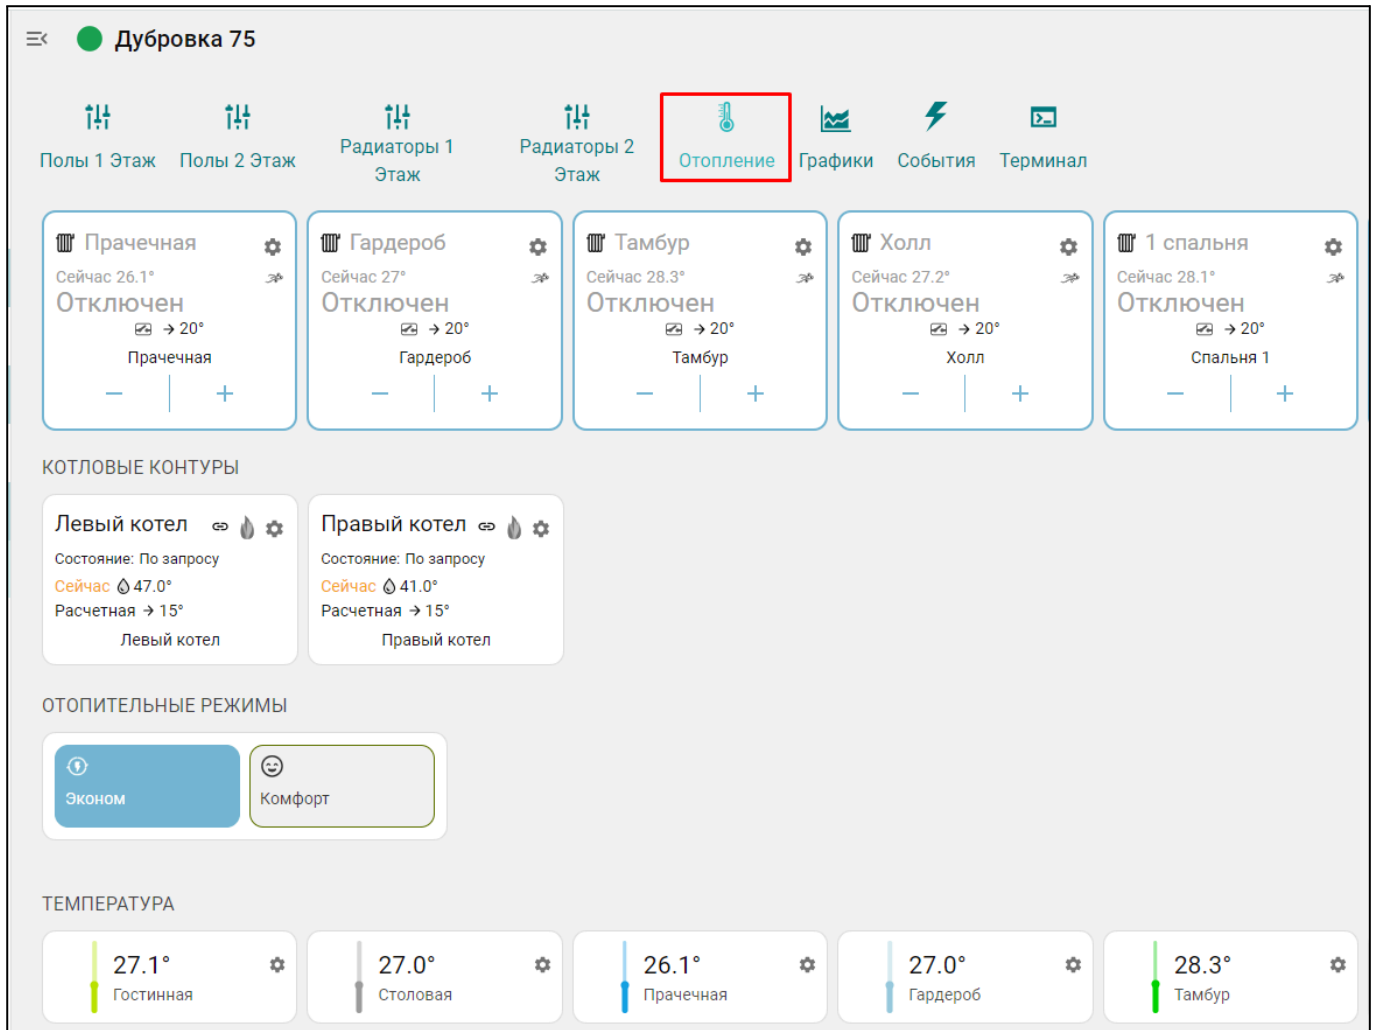 Дубровка 75
Полы 1 Этаж
Полы 2 Этаж
Радиаторы 1
Этаж
Радиаторы 2
Этаж
Отопление
Графики
События
Терминал
Прачечная
Сейчас 26.1°
Отключен
→ 20°
Прачечная
− +
Гардероб
Сейчас 27°
Отключен
→ 20°
Гардероб
− +
Тамбур
Сейчас 28.3°
Отключен
→ 20°
Тамбур
− +
Холл
Сейчас 27.2°
Отключен
→ 20°
Холл
− +
1 спальня
Сейчас 28.1°
Отключен
→ 20°
Спальня 1
− +
КОТЛОВЫЕ КОНТУРЫ
Левый котел
Состояние: По запросу
Сейчас 47.0°
Расчетная → 15°
Левый котел
Правый котел
Состояние: По запросу
Сейчас 41.0°
Расчетная → 15°
Правый котел
ОТОПИТЕЛЬНЫЕ РЕЖИМЫ
Эконом
Комфорт
ТЕМПЕРАТУРА
27.1°
Гостинная
27.0°
Столовая
26.1°
Прачечная
27.0°
Гардероб
28.3°
Тамбур